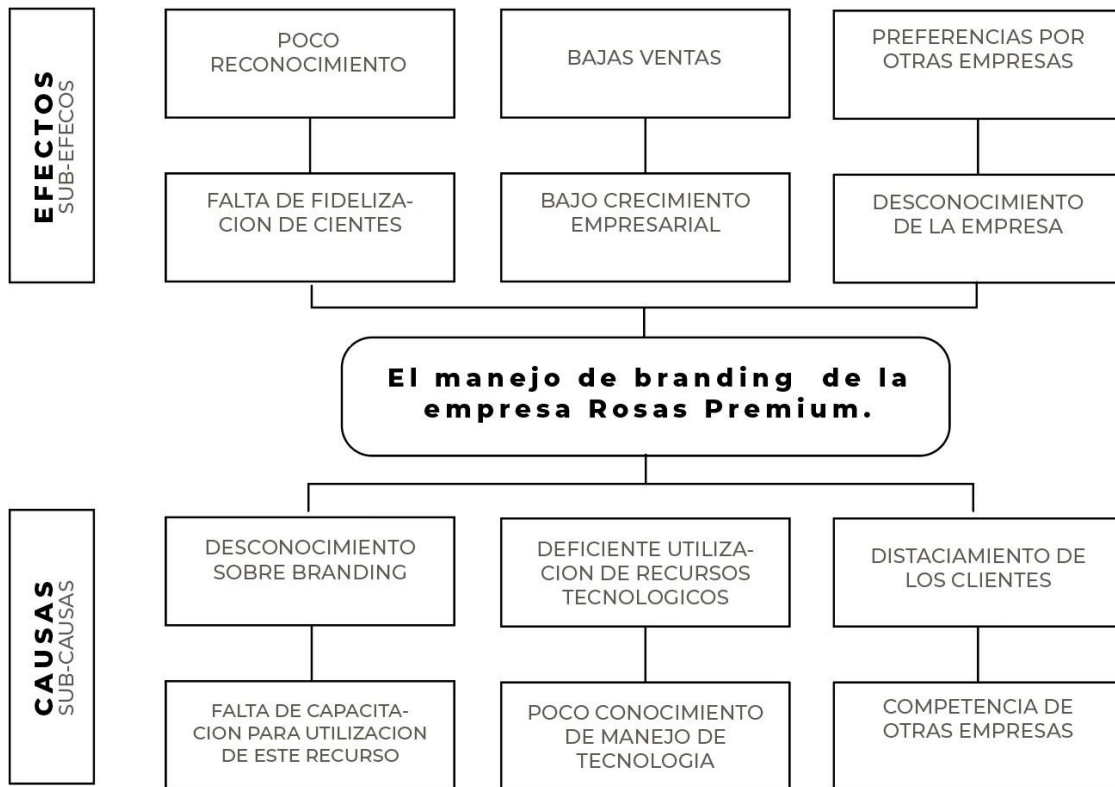 EFECTOS
SUB-EFECOS
POCO
RECONOCIMIENTO
BAJAS VENTAS
PREFERENCIAS POR
OTRAS EMPRESAS
FALTA DE FIDELIZA-
CION DE CIENTES
BAJO CRECIMIENTO
EMPRESARIAL
DESCONOCIMIENTO
DE LA EMPRESA
El manejo de branding de la
empresa Rosas Premium.
CAUSAS
SUB-CAUSAS
DESCONOCIMIENTO
SOBRE BRANDING
DEFICIENTE UTILIZA-
CION DE RECURSOS
TECNOLOGICOS
DISTACIAMIENTO DE
LOS CLIENTES
FALTA DE CAPACITA-
CION PARA UTILIZACION
DE ESTE RECURSO
POCO CONOCIMIENTO
DE MANEJO DE
TECNOLOGIA
COMPETENCIA DE
OTRAS EMPRESAS